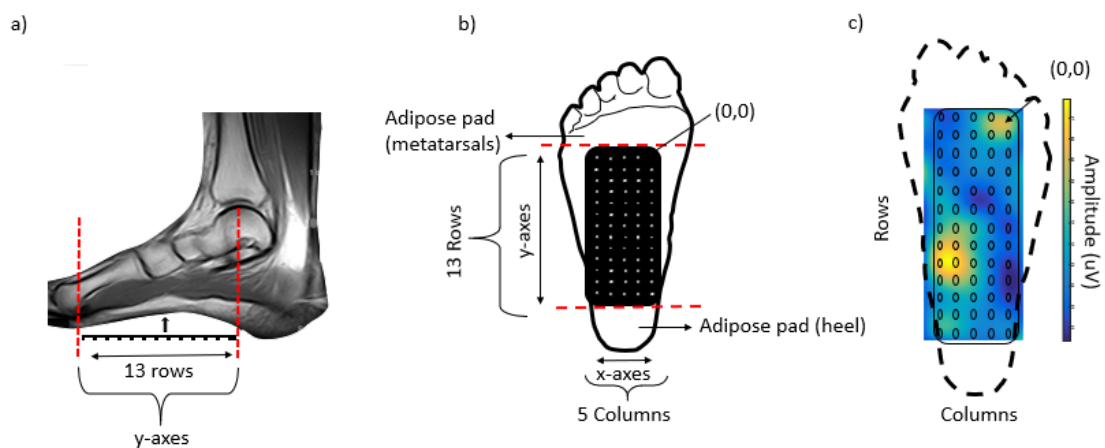 a)
13 rows
y-axes
b)
Adipose pad
(metatarsals)
(0,0)
13 Rows
y-axes
Adipose pad (heel)
x-axes
5 Columns
c)
(0,0)
Rows
Amplitude (uV)
Columns